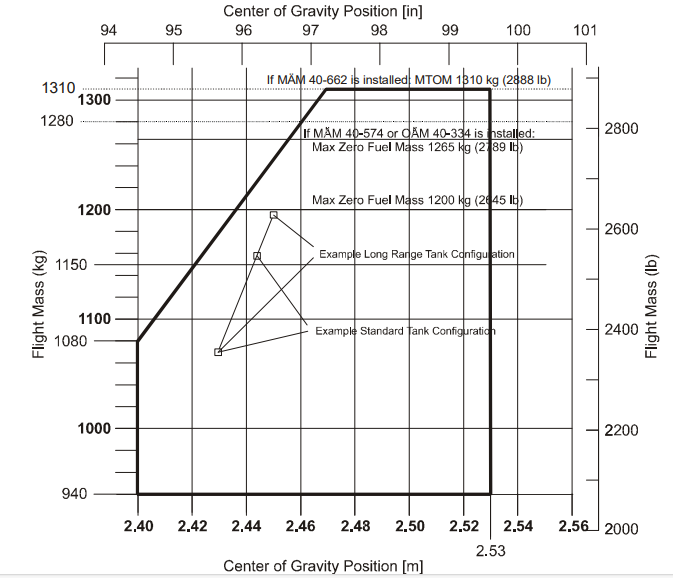 Center of Gravity Position [in]
94 95 96 97 98 99 100 101
If MÄM 40-662 is installed: MTOM 1310 kg (2888 lb)
1310
1300
1280
2800
If MÄM 40-574 or OÄM 40-334 is installed:
Max Zero Fuel Mass 1265 kg (2789 lb)
Max Zero Fuel Mass 1200 kg (2645 lb)
1200
2600
Example Long Range Tank Configuration
1150
Flight Mass (kg)
Flight Mass (lb)
1100
Example Standard Tank Configuration
2400
1080
1000
2200
940
2000
2.40 2.42 2.44 2.46 2.48 2.50 2.52 2.54 2.56
2.53
Center of Gravity Position [m]